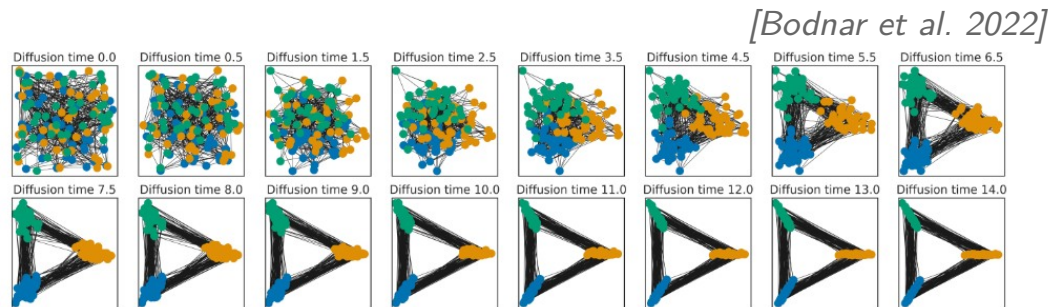 [Bodnar et al. 2022]
Diffusion time 0.0 Diffusion time 0.5 Diffusion time 1.5 Diffusion time 2.5 Diffusion time 3.5 Diffusion time 4.5 Diffusion time 5.5 Diffusion time 6.5
Diffusion time 7.5 Diffusion time 8.0 Diffusion time 9.0 Diffusion time 10.0 Diffusion time 11.0 Diffusion time 12.0 Diffusion time 13.0 Diffusion time 14.0